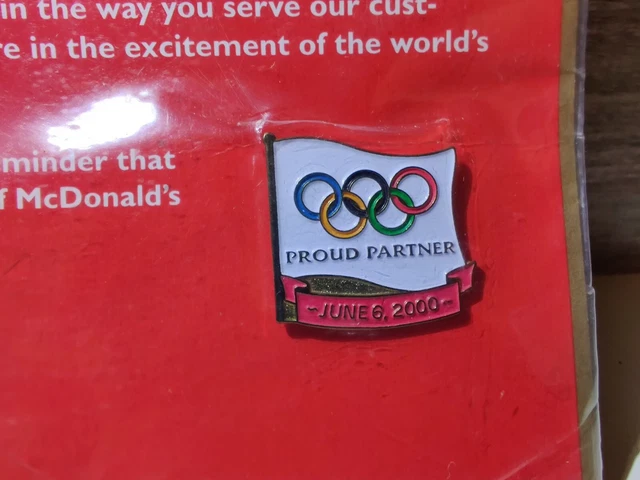 in the way you serve our cust-
re in the excitement of the world's
minder that
f McDonald's
PROUD PARTNER
~JUNE 6, 2000~